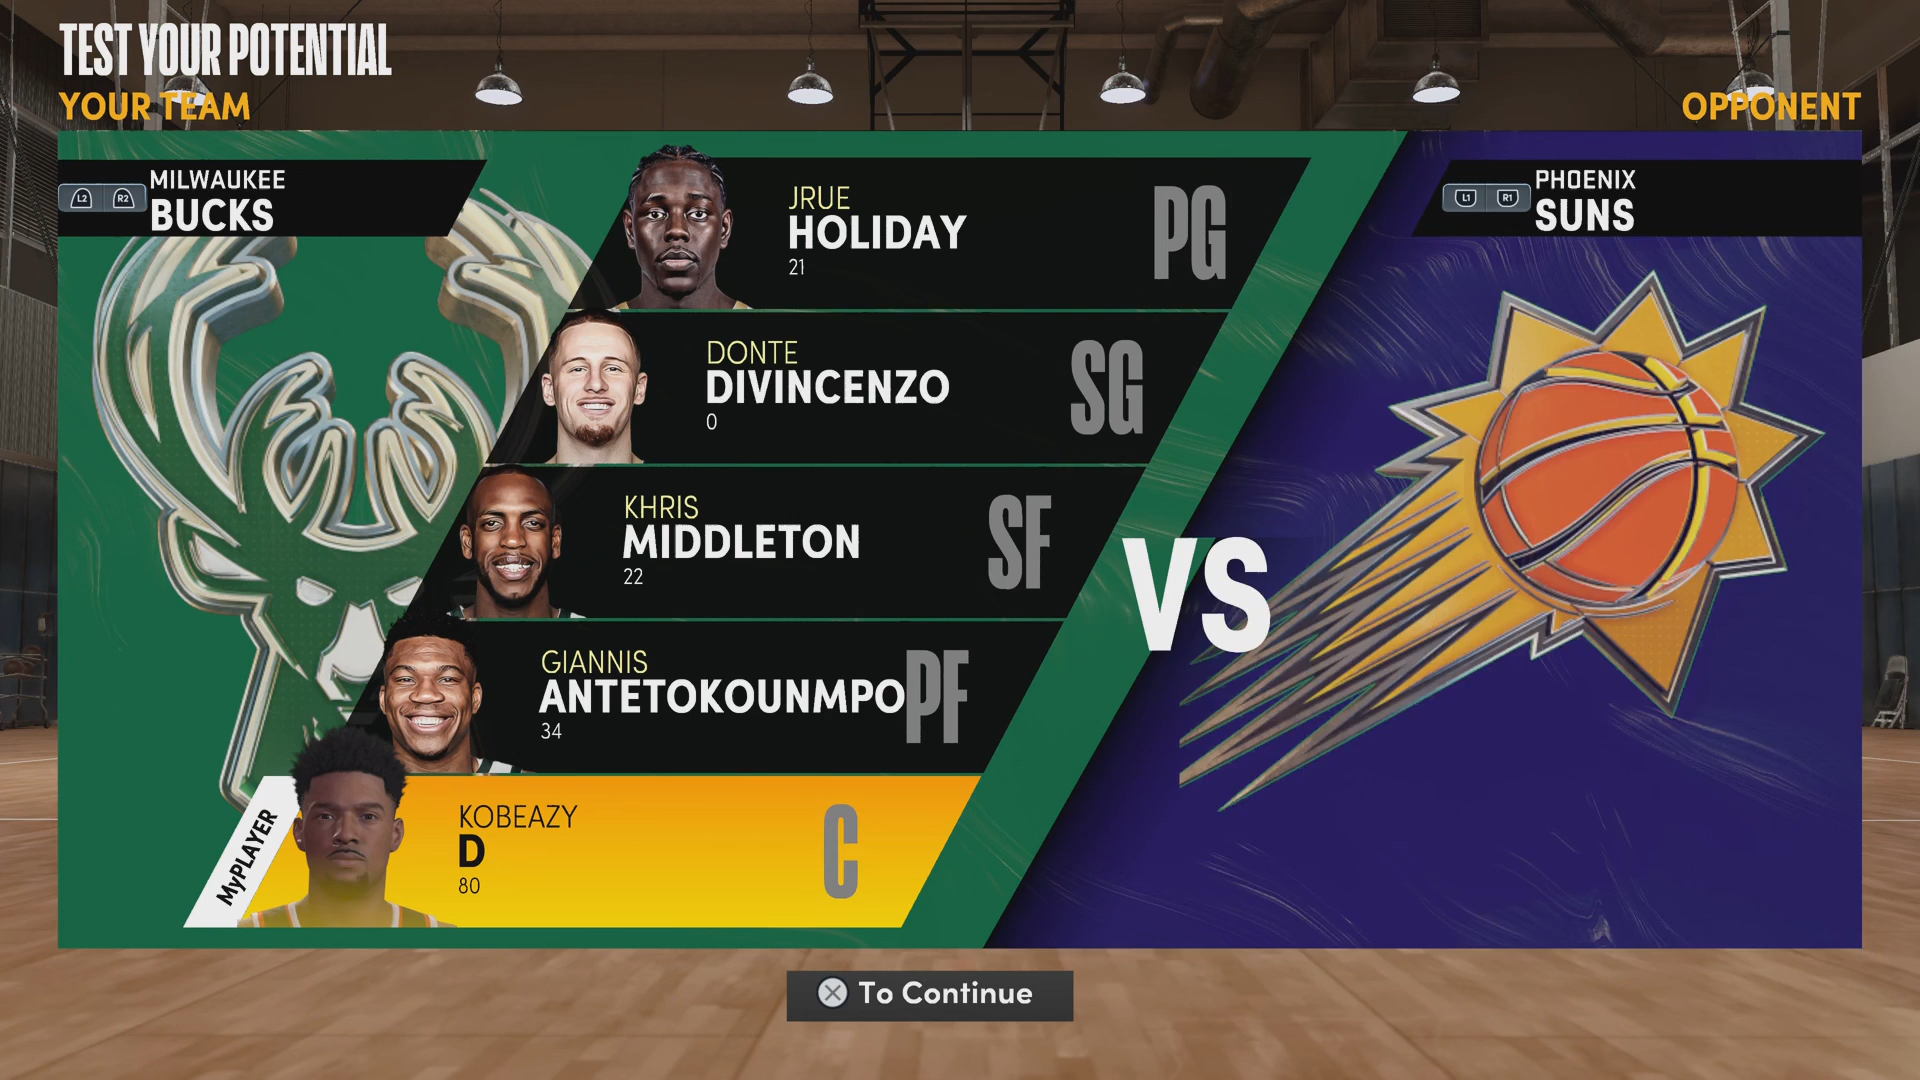 TEST YOUR POTENTIAL
YOUR TEAM
OPPONENT
L2 R2
MILWAUKEE
BUCKS
JRUE
HOLIDAY
21
PG
DONTE
DIVINCENZO
0
SG
KHRIS
MIDDLETON
22
SF
GIANNIS
ANTETOKOUNMPO
34
PF
MyPLAYER
KOBEAZY
D
80
C
VS
L1 R1
PHOENIX
SUNS
To Continue